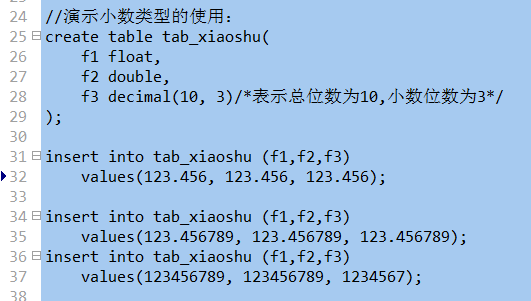 24 //演示小数类型的使用：
25 create table tab_xiaoshu(
26 f1 float,
27 f2 double,
28 f3 decimal(10, 3)/*表示总位数为10,小数位数为3*/
29 );
30
31 insert into tab_xiaoshu (f1,f2,f3)
32 values(123.456, 123.456, 123.456);
33
34 insert into tab_xiaoshu (f1,f2,f3)
35 values(123.456789, 123.456789, 123.456789);
36 insert into tab_xiaoshu (f1,f2,f3)
37 values(123456789, 123456789, 1234567);
38